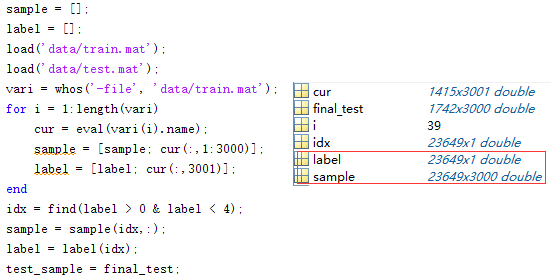 sample = [];
label = [];
load('data/train.mat');
load('data/test.mat');
vari = whos('-file', 'data/train.mat');
for i = 1:length(vari)
cur = eval(vari(i).name);
sample = [sample; cur(:,1:3000)];
label = [label; cur(:,3001)];
end
idx = find(label > 0 & label < 4);
sample = sample(idx,:);
label = label(idx);
test_sample = final_test;
cur 1415x3001 double
final_test 1742x3000 double
i 39
idx 23649x1 double
label 23649x1 double
sample 23649x3000 double